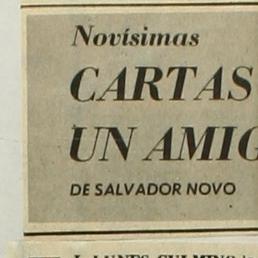 Novísimas
CARTAS
UN AMIG
DE SALVADOR NOVO